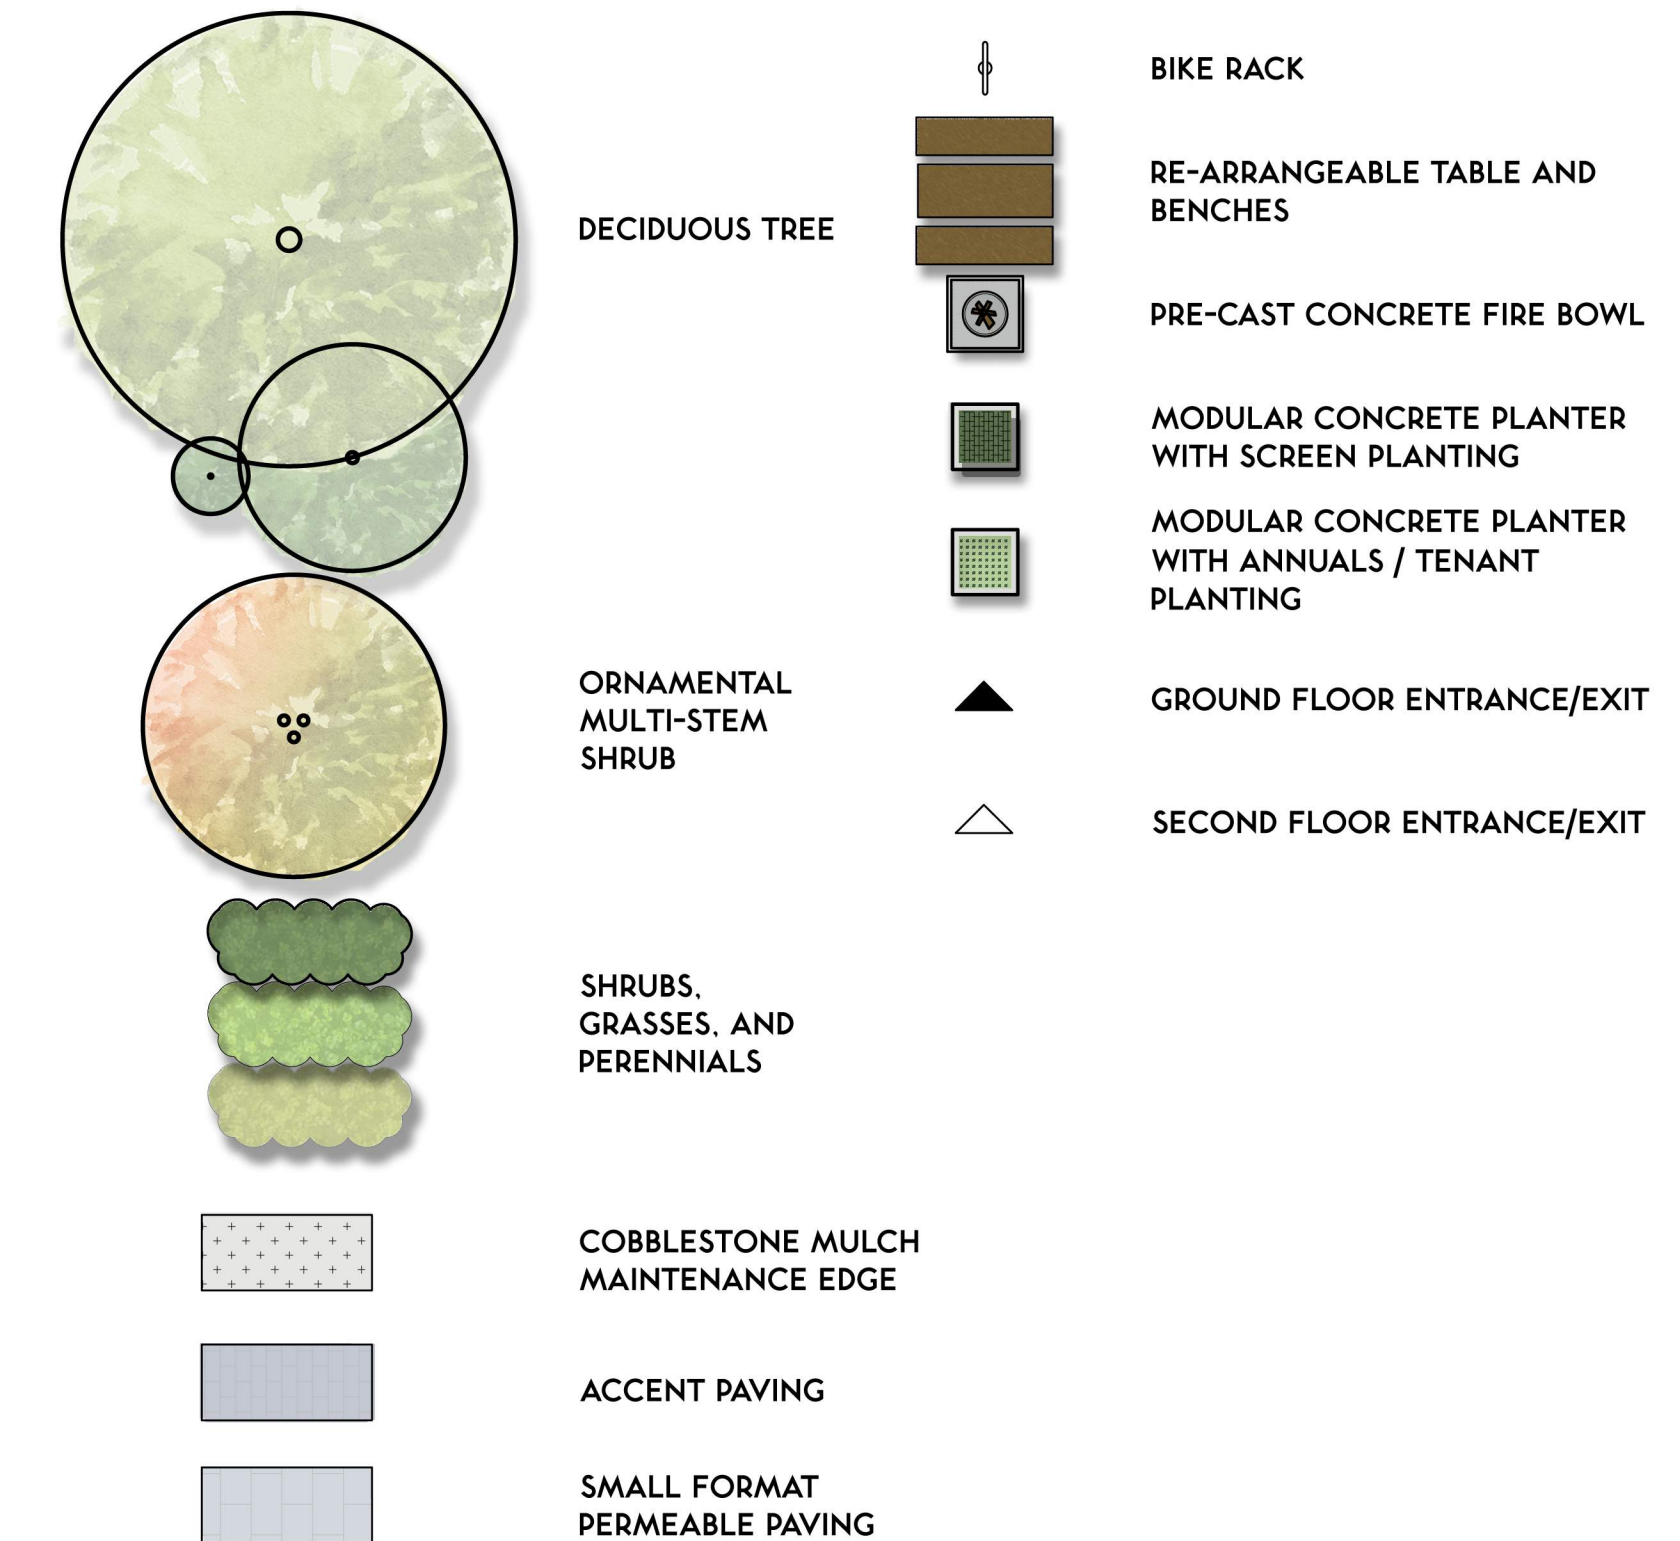 DECIDUOUS TREE
ORNAMENTAL
MULTI-STEM
SHRUB
SHRUBS,
GRASSES, AND
PERENNIALS
COBBLESTONE MULCH
MAINTENANCE EDGE
ACCENT PAVING
SMALL FORMAT
PERMEABLE PAVING
BIKE RACK
RE-ARRANGEABLE TABLE AND
BENCHES
PRE-CAST CONCRETE FIRE BOWL
MODULAR CONCRETE PLANTER
WITH SCREEN PLANTING
MODULAR CONCRETE PLANTER
WITH ANNUALS / TENANT
PLANTING
GROUND FLOOR ENTRANCE/EXIT
SECOND FLOOR ENTRANCE/EXIT